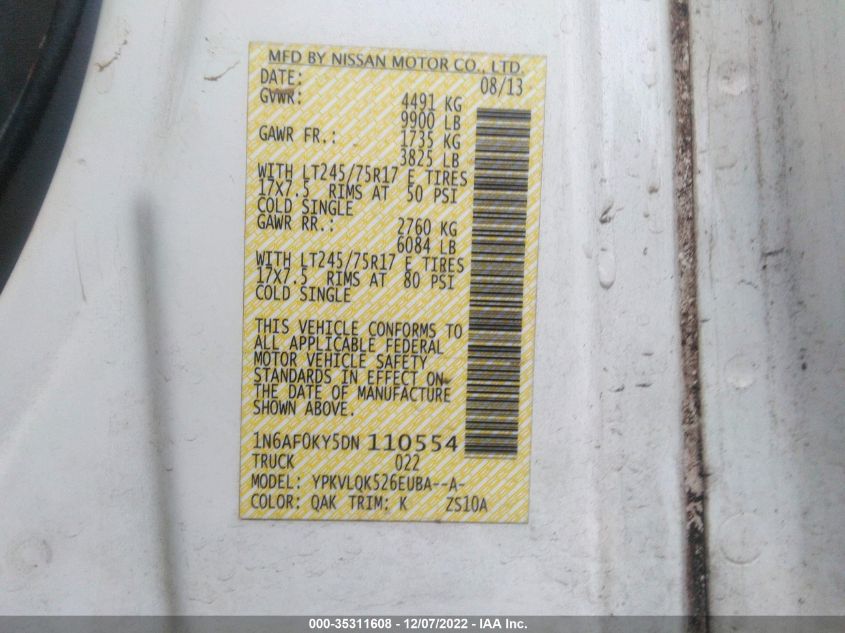 MFD BY NISSAN MOTOR CO., LTD.
DATE: 08/13
GVWR: 4491 KG
9900 LB
GAWR FR.: 1735 KG
3825 LB
WITH LT245/75R17 E TIRES
17X7.5 RIMS AT 50 PSI
COLD SINGLE
GAWR RR.: 2760 KG
6084 LB
WITH LT245/75R17 E TIRES
17X7.5 RIMS AT 80 PSI
COLD SINGLE
THIS VEHICLE CONFORMS TO
ALL APPLICABLE FEDERAL
MOTOR VEHICLE SAFETY
STANDARDS IN EFFECT ON
THE DATE OF MANUFACTURE
SHOWN ABOVE.
1N6AF0KY5DN 110554
TRUCK 022
MODEL: YPKVLQK526EUBA--A-
COLOR: QAK TRIM: K ZS10A
000-35311608 - 12/07/2022 - IAA Inc.